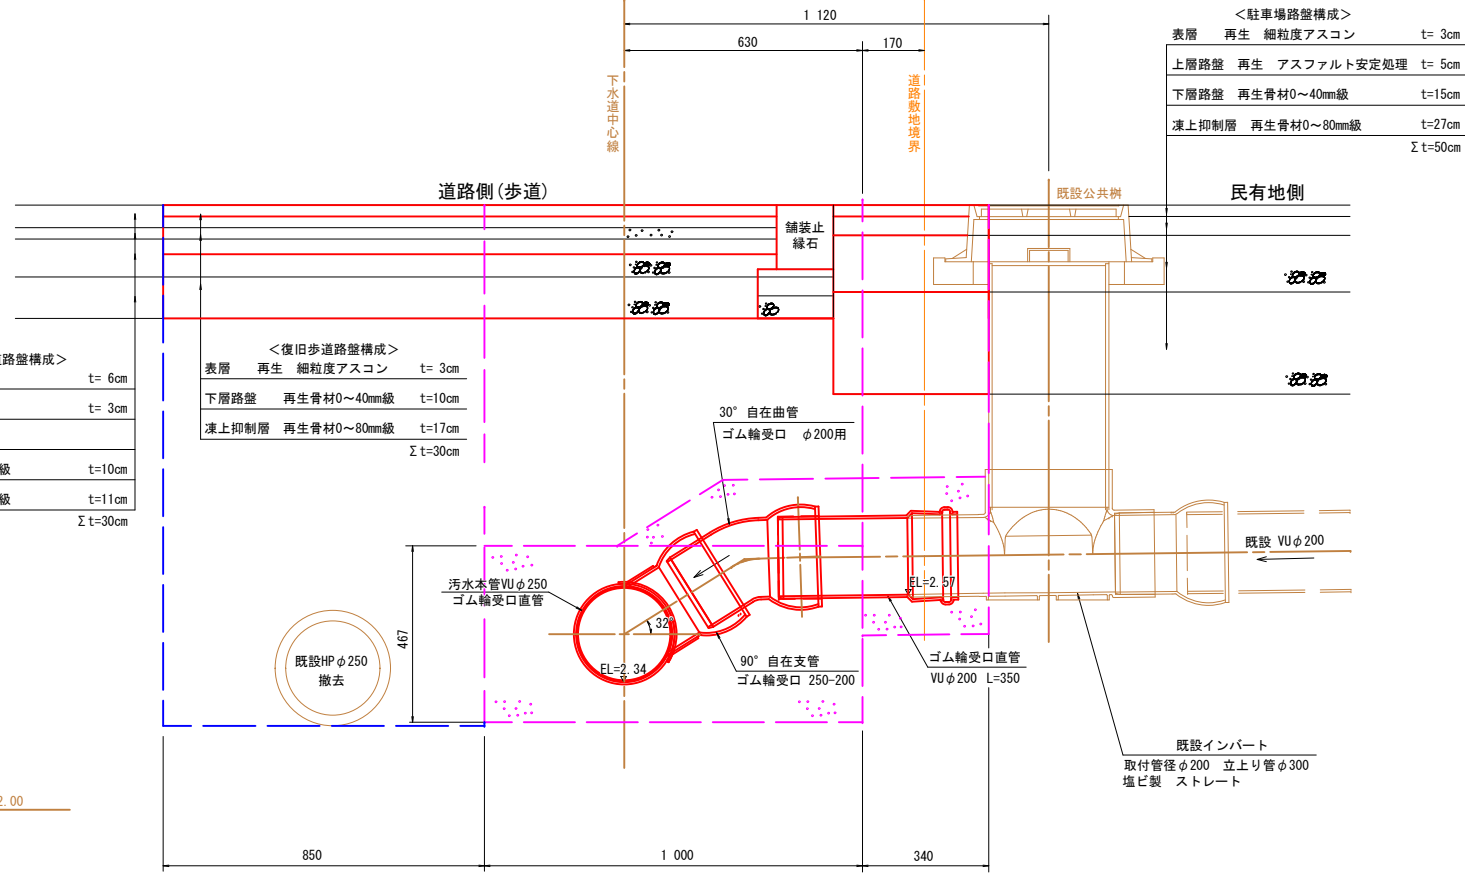 1 120
630
170
下水道中心線
道路敷地境界
＜駐車場路盤構成＞
表層　再生　細粒度アスコン　t= 3cm
上層路盤　再生　アスファルト安定処理　t= 5cm
下層路盤　再生骨材0～40mm級　t=15cm
凍上抑制層　再生骨材0～80mm級　t=27cm
Σt=50cm
道路側(歩道)
既設公共桝
民有地側
舗装止
縁石
路盤構成＞
t= 6cm
t= 3cm
級　t=10cm
級　t=11cm
Σt=30cm
＜復旧歩道路盤構成＞
表層　再生　細粒度アスコン　t= 3cm
下層路盤　再生骨材0～40mm級　t=10cm
凍上抑制層　再生骨材0～80mm級　t=17cm
Σt=30cm
30°自在曲管
ゴム輪受口　φ200用
既設 VUφ200
汚水本管VUφ250
ゴム輪受口直管
EL=2.57
32°
467
EL=2.34
既設HPφ250
撤去
90°自在支管
ゴム輪受口 250-200
ゴム輪受口直管
VUφ200 L=350
既設インバート
取付管径φ200　立上り管φ300
塩ビ製　ストレート
2.00
850
1 000
340